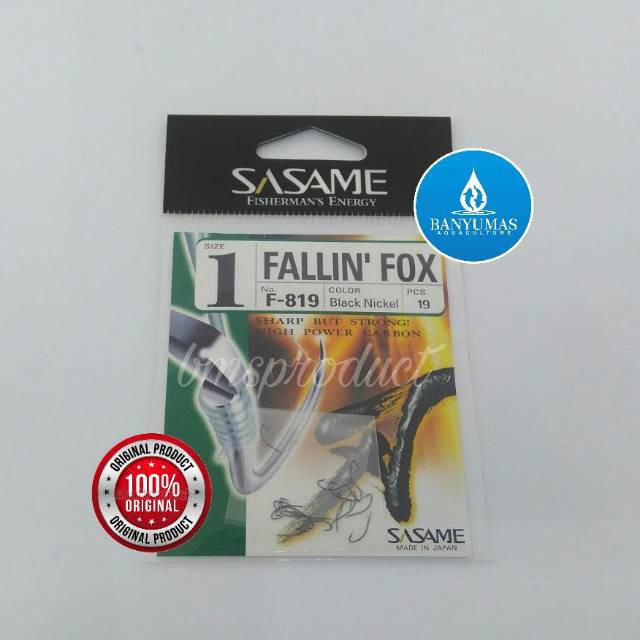 SASAME
FISHERMAN'S ENERGY
BANYUMAS
AQUACULTURE
SIZE
1
FALLIN' FOX
No. F-819
COLOR Black Nickel
PCS. 19
SHARP BUT STRONG!
HIGH POWER CARBON
bmsproduct
ORIGINAL PRODUCT
100%
ORIGINAL
ORIGINAL PRODUCT
SASAME
MADE IN JAPAN